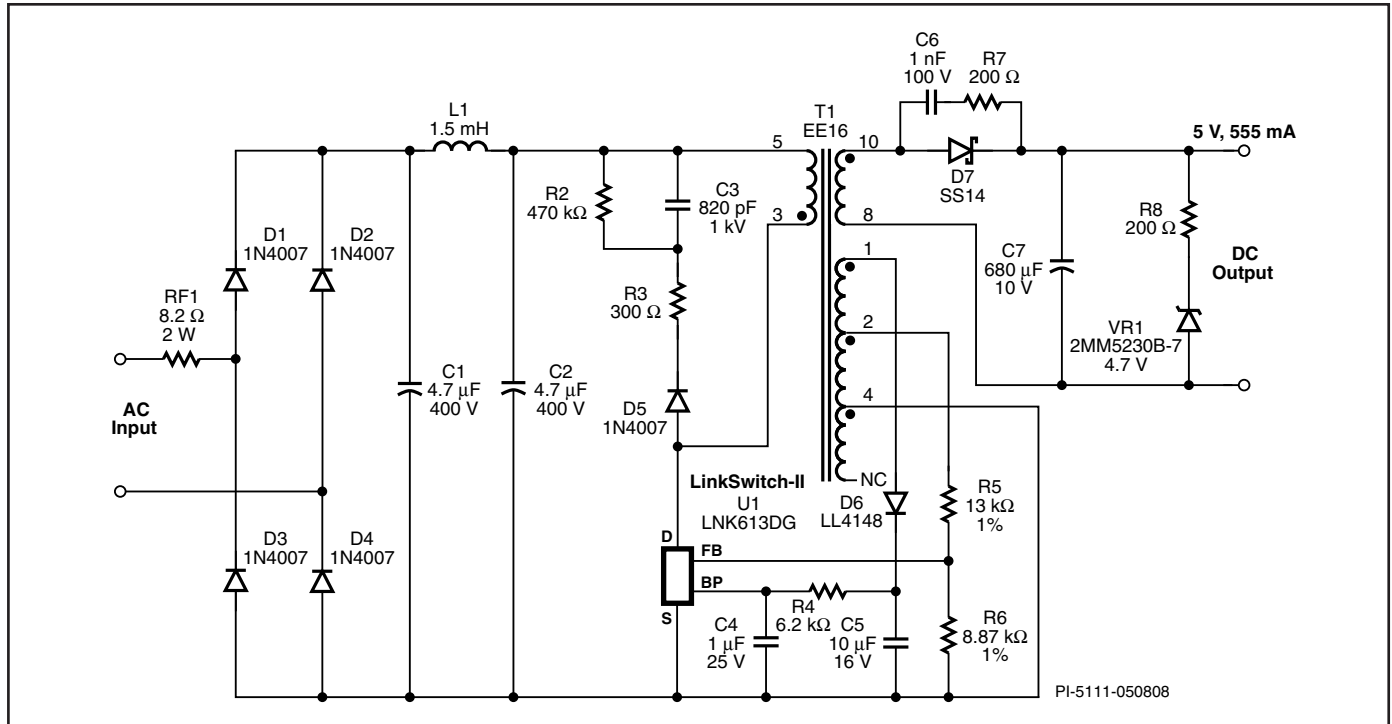 C6
1 nF
100 V
R7
200 Ω
L1
1.5 mH
T1
EE16
5
10
5 V, 555 mA
D7
SS14
R2
470 kΩ
C3
820 pF
1 kV
3
8
R8
200 Ω
D1
1N4007
D2
1N4007
1
C7
680 μF
10 V
DC
Output
RF1
8.2 Ω
2 W
R3
300 Ω
2
VR1
2MM5230B-7
4.7 V
C1
4.7 μF
400 V
C2
4.7 μF
400 V
AC
Input
D5
1N4007
4
LinkSwitch-II
U1
LNK613DG
NC
D6
LL4148
R5
13 kΩ
1%
D3
1N4007
D4
1N4007
D
FB
BP
S
R4
6.2 kΩ
C4
1 μF
25 V
C5
10 μF
16 V
R6
8.87 kΩ
1%
PI-5111-050808